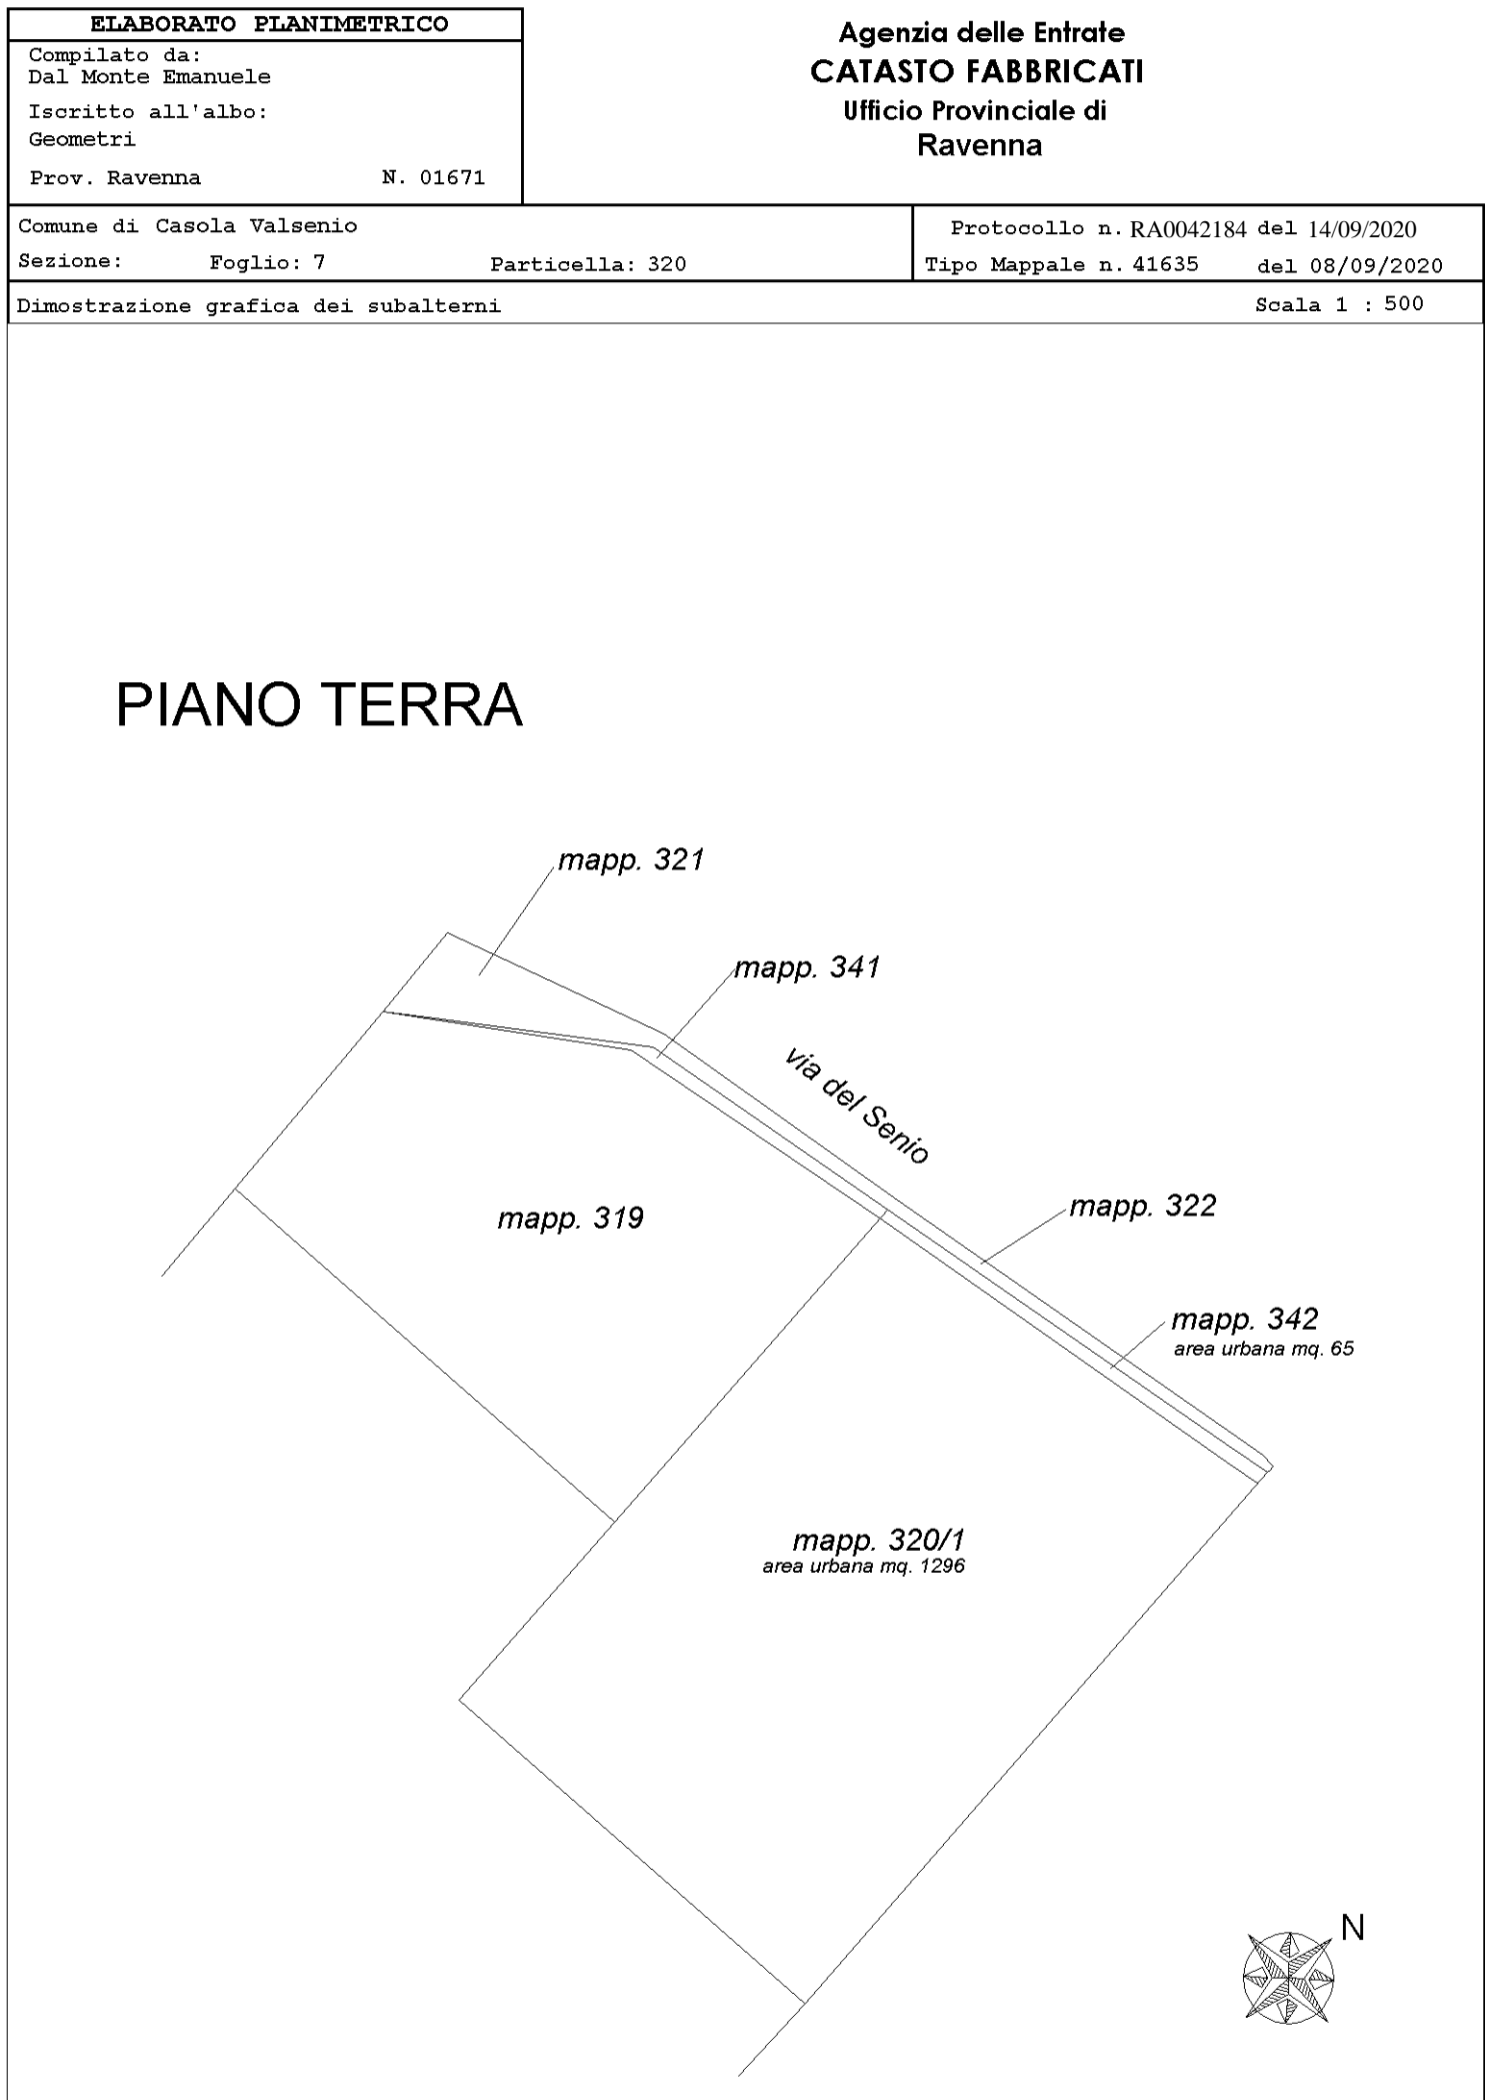 ELABORATO PLANIMETRICO
Compilato da:
Dal Monte Emanuele
Iscritto all'albo:
Geometri
Prov. Ravenna N. 01671
Agenzia delle Entrate
CATASTO FABBRICATI
Ufficio Provinciale di
Ravenna
Comune di Casola Valsenio
Sezione: Foglio: 7 Particella: 320
Protocollo n. RA0042184 del 14/09/2020
Tipo Mappale n. 41635 del 08/09/2020
Dimostrazione grafica dei subalterni Scala 1 : 500
PIANO TERRA
mapp. 321
mapp. 341
via del Senio
mapp. 322
mapp. 319
mapp. 342
area urbana mq. 65
mapp. 320/1
area urbana mq. 1296
N